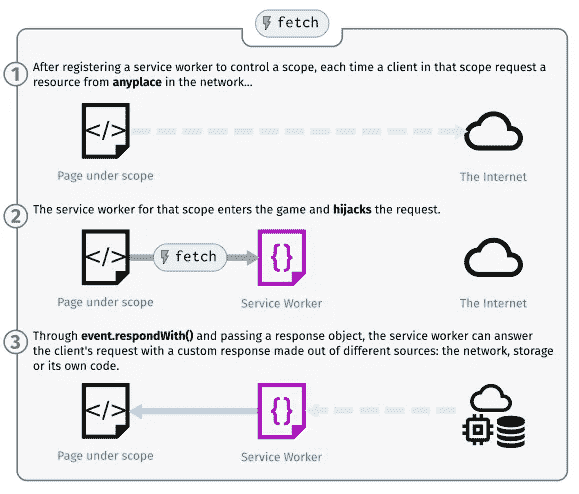 fetch
1
After registering a service worker to control a scope, each time a client in that scope request a
resource from anyplace in the network...
</>
Page under scope
The Internet
2
The service worker for that scope enters the game and hijacks the request.
</>
fetch
{}
Page under scope
Service Worker
The Internet
3
Through event.respondWith() and passing a response object, the service worker can answer
the client's request with a custom response made out of different sources: the network, storage
or its own code.
</>
{}
Page under scope
Service Worker